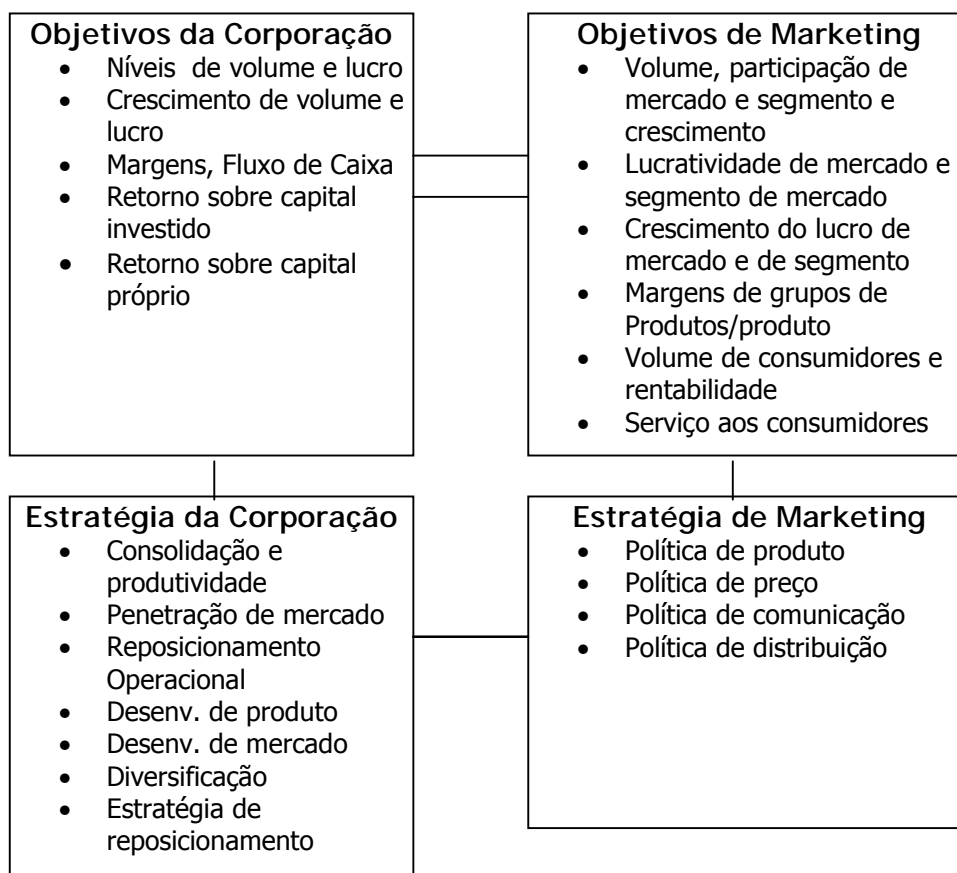 Objetivos da Corporação
• Níveis de volume e lucro
• Crescimento de volume e
lucro
• Margens, Fluxo de Caixa
• Retorno sobre capital
investido
• Retorno sobre capital
próprio
Objetivos de Marketing
• Volume, participação de
mercado e segmento e
crescimento
• Lucratividade de mercado e
segmento de mercado
• Crescimento do lucro de
mercado e de segmento
• Margens de grupos de
Produtos/produto
• Volume de consumidores e
rentabilidade
• Serviço aos consumidores
Estratégia da Corporação
• Consolidação e
produtividade
• Penetração de mercado
• Reposicionamento
Operacional
• Desenv. de produto
• Desenv. de mercado
• Diversificação
• Estratégia de
reposicionamento
Estratégia de Marketing
• Política de produto
• Política de preço
• Política de comunicação
• Política de distribuição